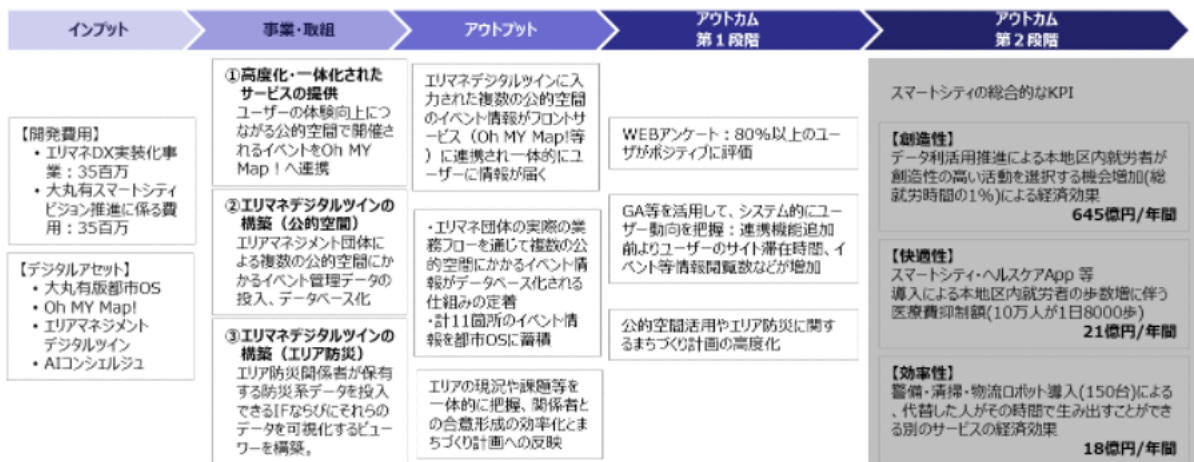 インプット
事業・取組
アウトプット
アウトカム
第１段階
アウトカム
第２段階
【開発費用】
・ エリマネDX実装化事
業：35百万
・ 大丸有スマートシティ
ビジョン推進に係る費
用：35百万
【デジタルアセット】
・ 大丸有版都市OS
・ Oh MY Map!
・ エリアマネジメント
デジタルツイン
・ AIコンシェルジュ
①高度化・一体化された
サービスの提供
ユーザーの体験向上につ
ながる公的空間で開催さ
れるイベントをOh MY
Map！へ連携
②エリマネデジタルツインの
構築（公的空間）
エリアマネジメント団体に
よる複数の公的空間にか
かるイベント管理データの
投入、データベース化
③エリマネデジタルツインの
構築（エリア防災）
エリア防災関係者が保有
する防災系データを投入
できるIFならびにそれらの
データを可視化するビュー
ワーを構築。
エリマネデジタルツインに入
力された複数の公的空間
のイベント情報がフロントサ
ービス（Oh MY Map!等
）に連携され一体的にユ
ーザーに情報が届く
・エリマネ団体の実際の業
務フローを通じて複数の公
的空間にかかるイベント情
報がデータベース化される
仕組みの定着
・計11箇所のイベント情
報を都市OSに蓄積
エリアの現況や課題等を
一体的に把握、関係者と
の合意形成の効率化とま
ちづくり計画への反映
WEBアンケート：80％以上のユー
ザがポジティブに評価
GA等を活用して、システム的にユー
ザー動向を把握：連携機能追加
前よりユーザーのサイト滞在時間、イ
ベント等情報閲覧数などが増加
公的空間活用やエリア防災に関す
るまちづくり計画の高度化
スマートシティの総合的なKPI
【創造性】
データ利活用推進による本地区内就労者が
創造性の高い活動を選択する機会増加(総
就労時間の1％)による経済効果
645億円/年間
【快適性】
スマートシティ・ヘルスケアApp 等
導入による本地区内就労者の歩数増に伴う
医療費抑制額(10万人が1日8000歩)
21億円/年間
【効率性】
警備・清掃・物流ロボット導入(150台)による
、代替した人がその時間で生み出すことができ
る別のサービスの経済効果
18億円/年間